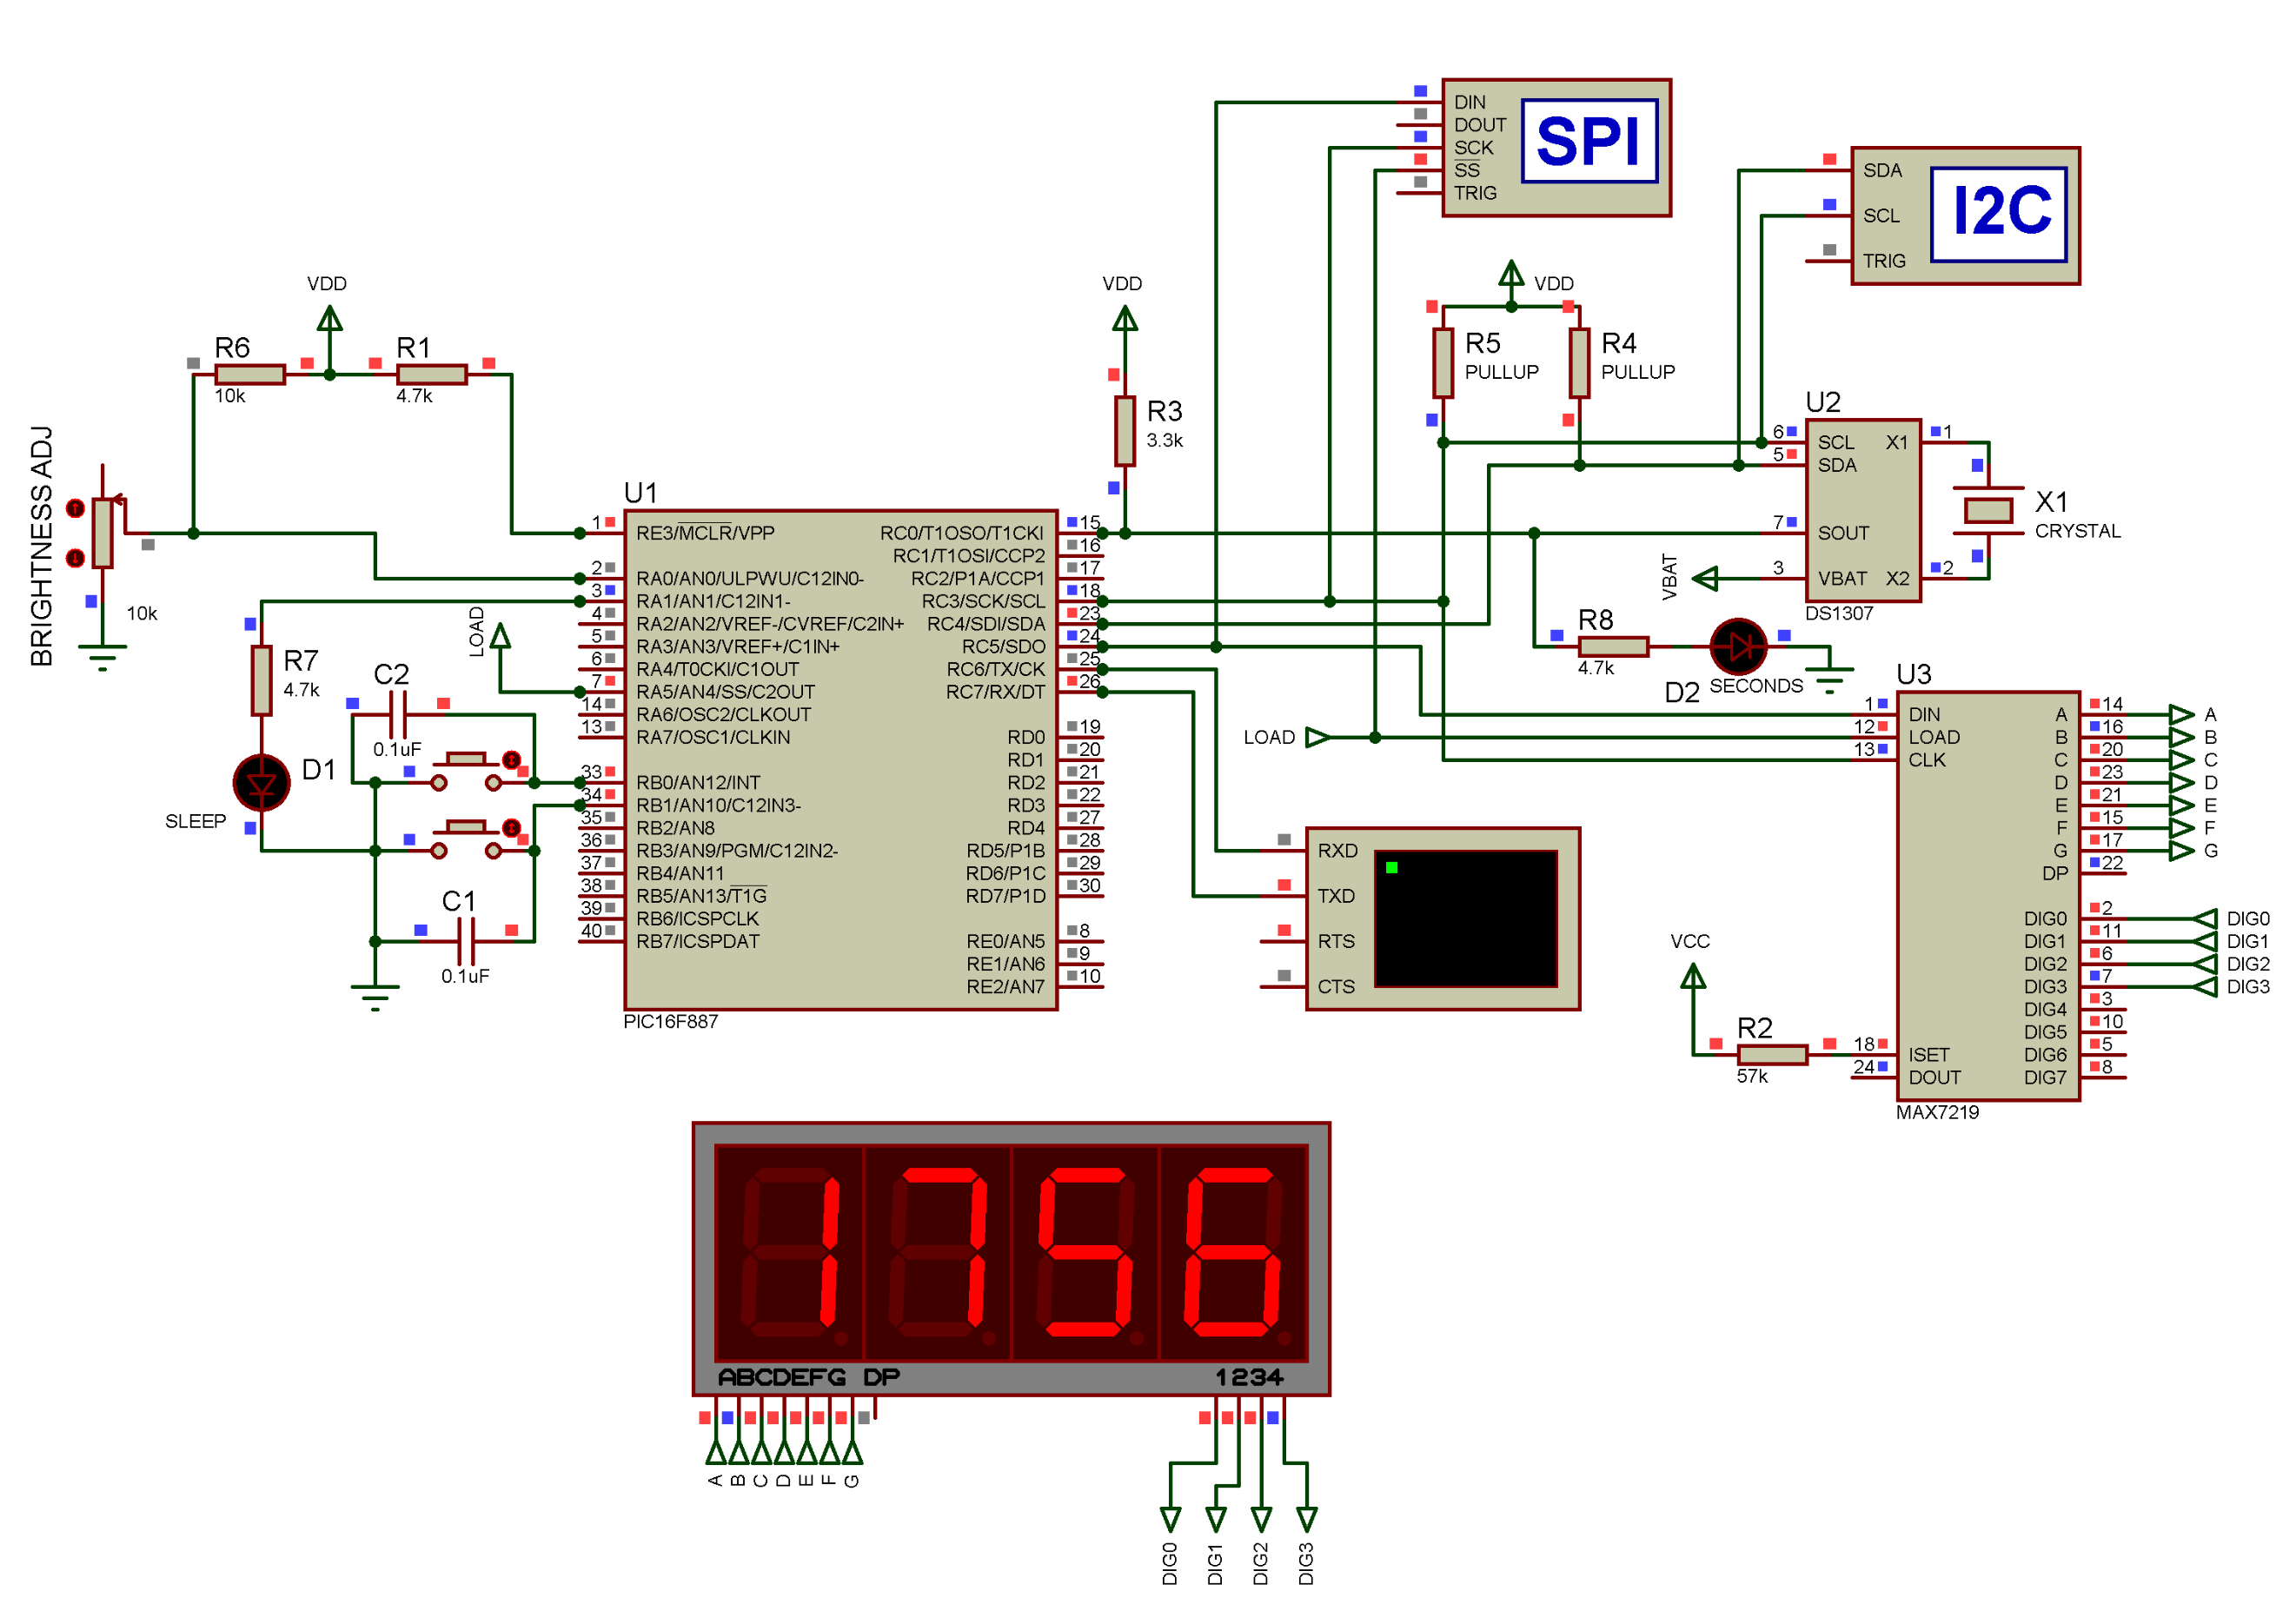 DIN
DOUT
SCK
SS
TRIG
SPI
SDA
SCL
TRIG
I2C
VDD
R6
10k
R1
4.7k
VDD
R3
3.3k
VDD
R5
PULLUP
R4
PULLUP
BRIGHTNESS ADJ
10k
U1
1 RE3/MCLR/VPP
2 RA0/AN0/ULPWU/C12IN0-
3 RA1/AN1/C12IN1-
4 RA2/AN2/VREF-/CVREF/C2IN+
5 RA3/AN3/VREF+/C1IN+
6 RA4/T0CKI/C1OUT
7 RA5/AN4/SS/C2OUT
14 RA6/OSC2/CLKOUT
13 RA7/OSC1/CLKIN
33 RB0/AN12/INT
34 RB1/AN10/C12IN3-
35 RB2/AN8
36 RB3/AN9/PGM/C12IN2-
37 RB4/AN11
38 RB5/AN13/T1G
39 RB6/ICSPCLK
40 RB7/ICSPDAT
RC0/T1OSO/T1CKI 15
RC1/T1OSI/CCP2 16
RC2/P1A/CCP1 17
RC3/SCK/SCL 18
RC4/SDI/SDA 23
RC5/SDO 24
RC6/TX/CK 25
RC7/RX/DT 26
RD0 19
RD1 20
RD2 21
RD3 22
RD4 27
RD5/P1B 28
RD6/P1C 29
RD7/P1D 30
RE0/AN5 8
RE1/AN6 9
RE2/AN7 10
PIC16F887
LOAD
R7
4.7k
C2
0.1uF
D1
SLEEP
C1
0.1uF
U2
6 SCL
5 SDA
7 SOUT
3 VBAT
X1 1
X2 2
DS1307
VBAT
X1
CRYSTAL
R8
4.7k
D2
SECONDS
LOAD
U3
1 DIN
12 LOAD
13 CLK
18 ISET
24 DOUT
A 14 A
B 16 B
C 20 C
D 23 D
E 21 E
F 15 F
G 17 G
DP 22
DIG0 2 DIG0
DIG1 11 DIG1
DIG2 6 DIG2
DIG3 7 DIG3
DIG4 3
DIG5 10
DIG6 5
DIG7 8
MAX7219
VCC
R2
57k
RXD
TXD
RTS
CTS
1756
ABCDEFG DP
1234
A
B
C
D
E
F
G
DIG0
DIG1
DIG2
DIG3